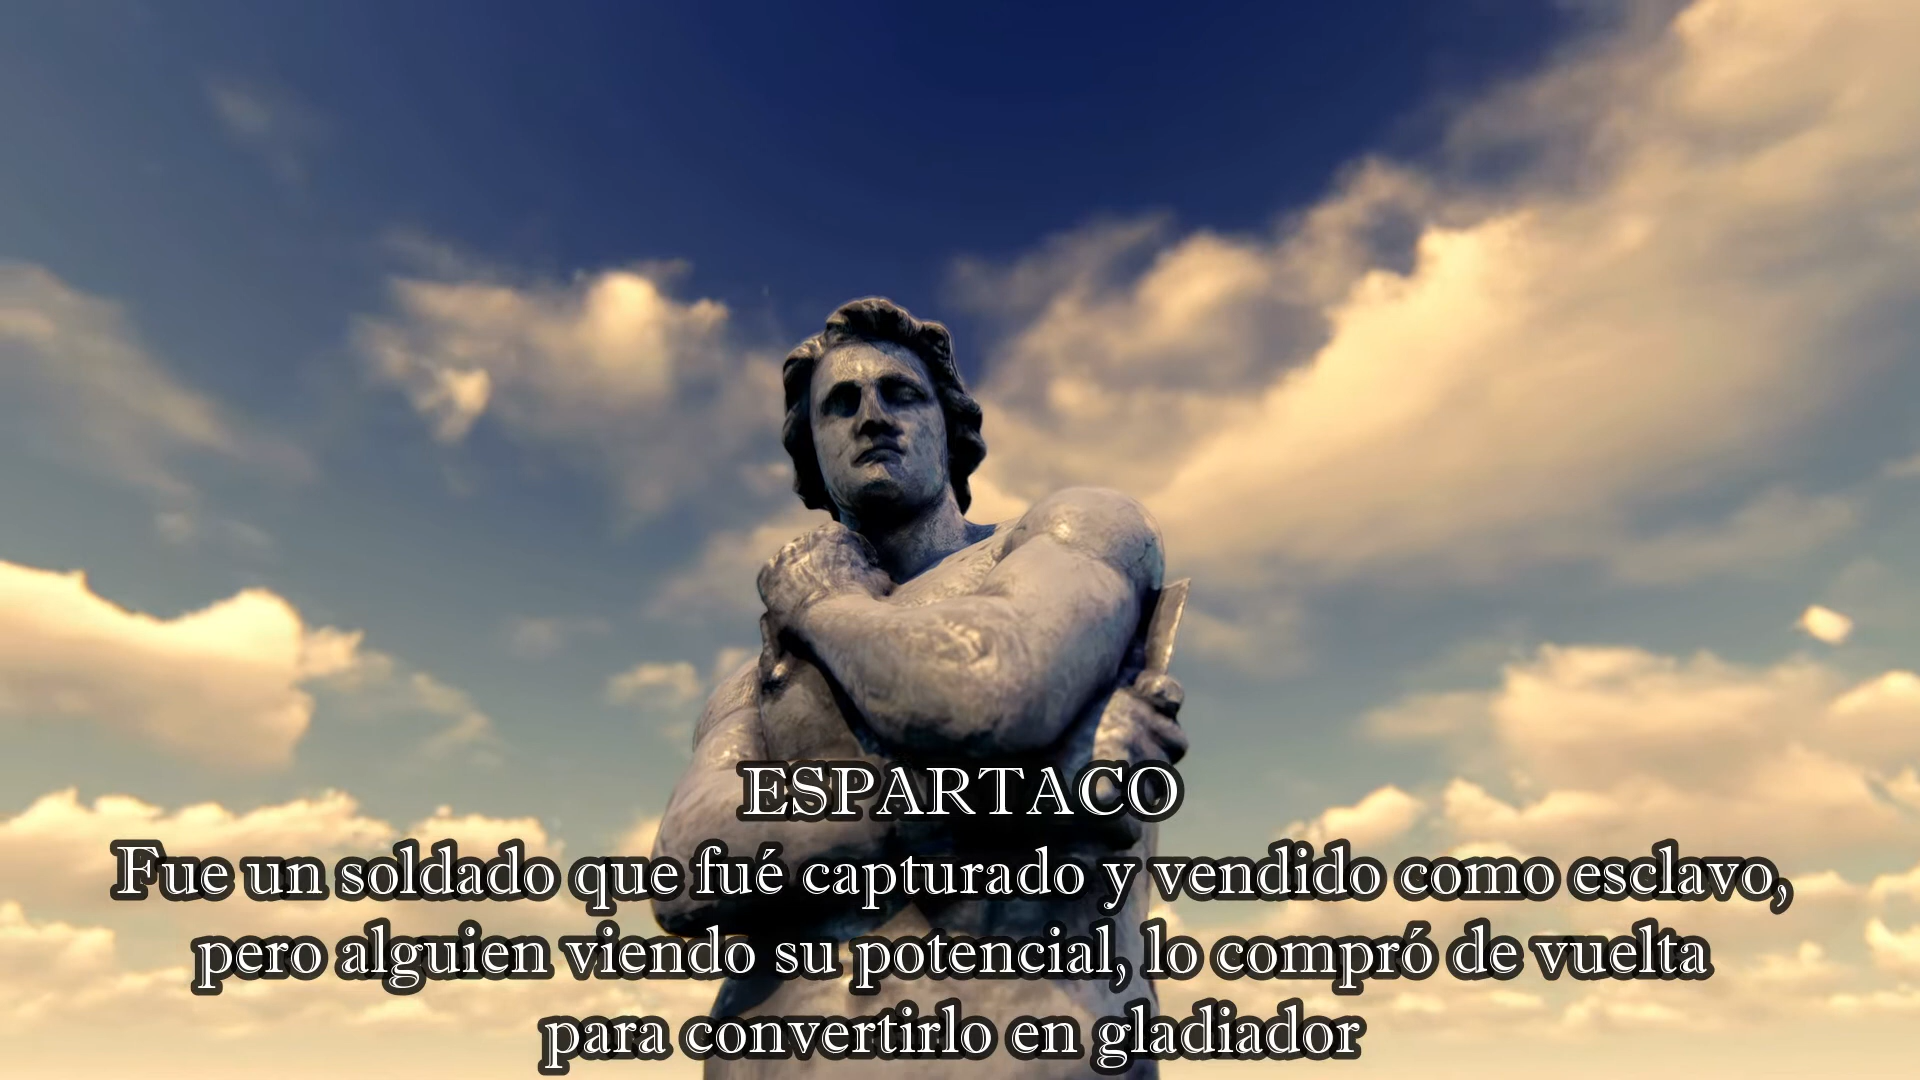 ESPARTACO
Fue un soldado que fué capturado y vendido como esclavo,
pero alguien viendo su potencial, lo compró de vuelta
para convertirlo en gladiador